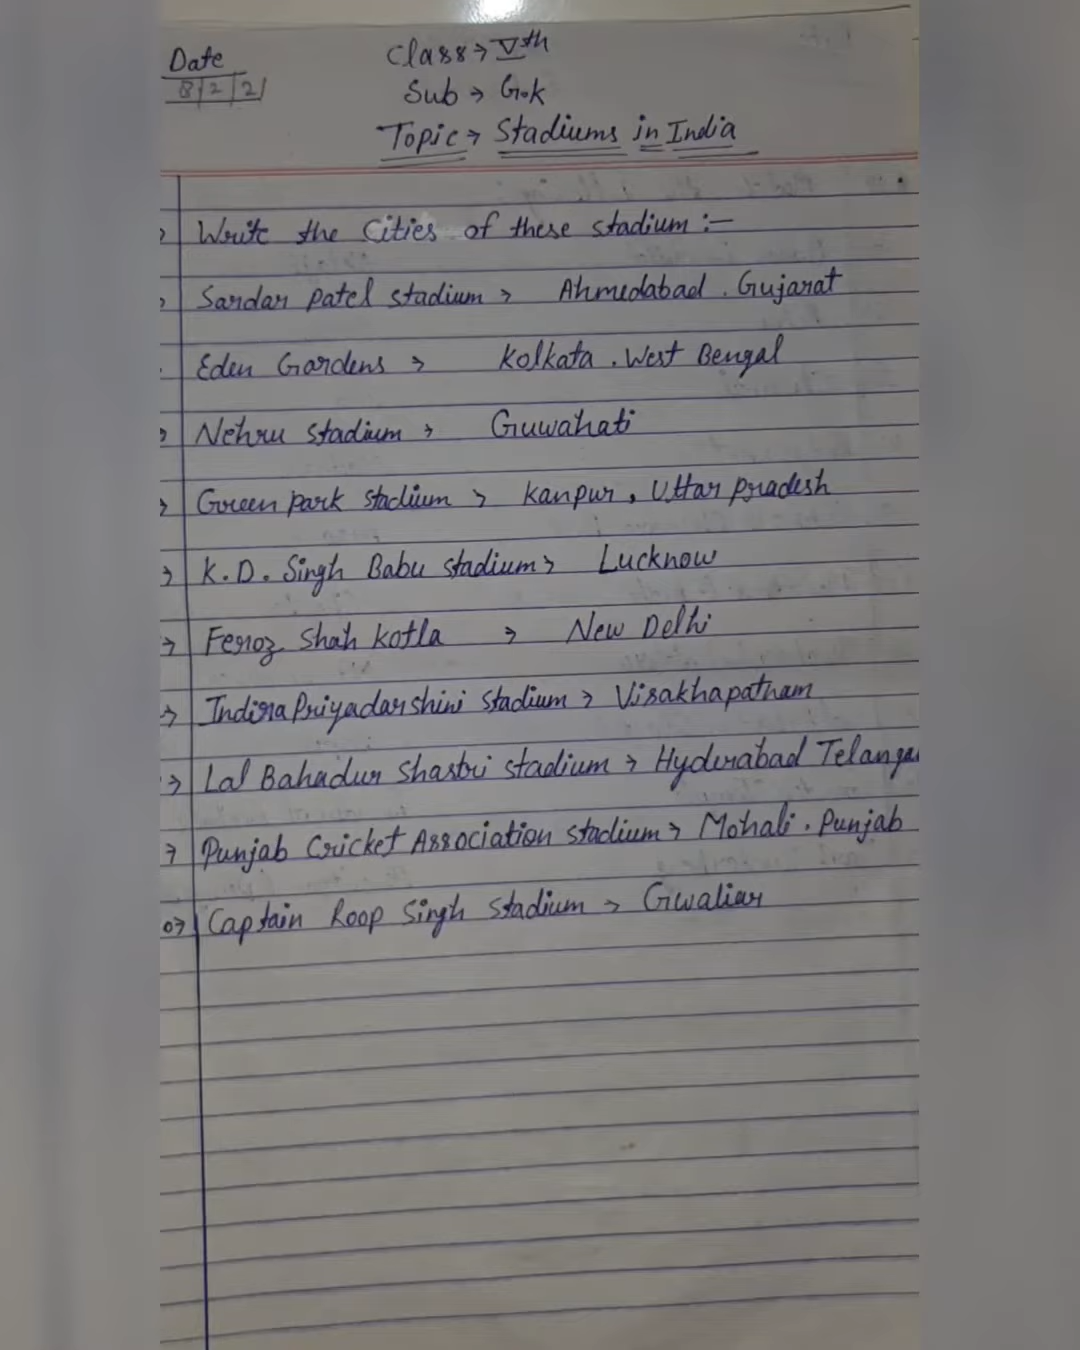 Date
8/2/21
Class → Vth
Sub → G.K
Topic → Stadiums in India
Write the Cities of these stadium :-
Sardar patel stadium → Ahmedabad . Gujarat
Eden Gardens → Kolkata . West Bengal
Nehru stadium → Guwahati
Green park stadium → Kanpur , Uttar pradesh
→ K.D. Singh Babu stadium → Lucknow
→ Feroz Shah Kotla → New Delhi
→ Indira Priyadarshini stadium → Visakhapatnam
→ Lal Bahadur Shastri stadium → Hyderabad Telanga
→ Punjab Cricket Association stadium → Mohali . Punjab
0→ Captain Roop Singh stadium → Gwaliar